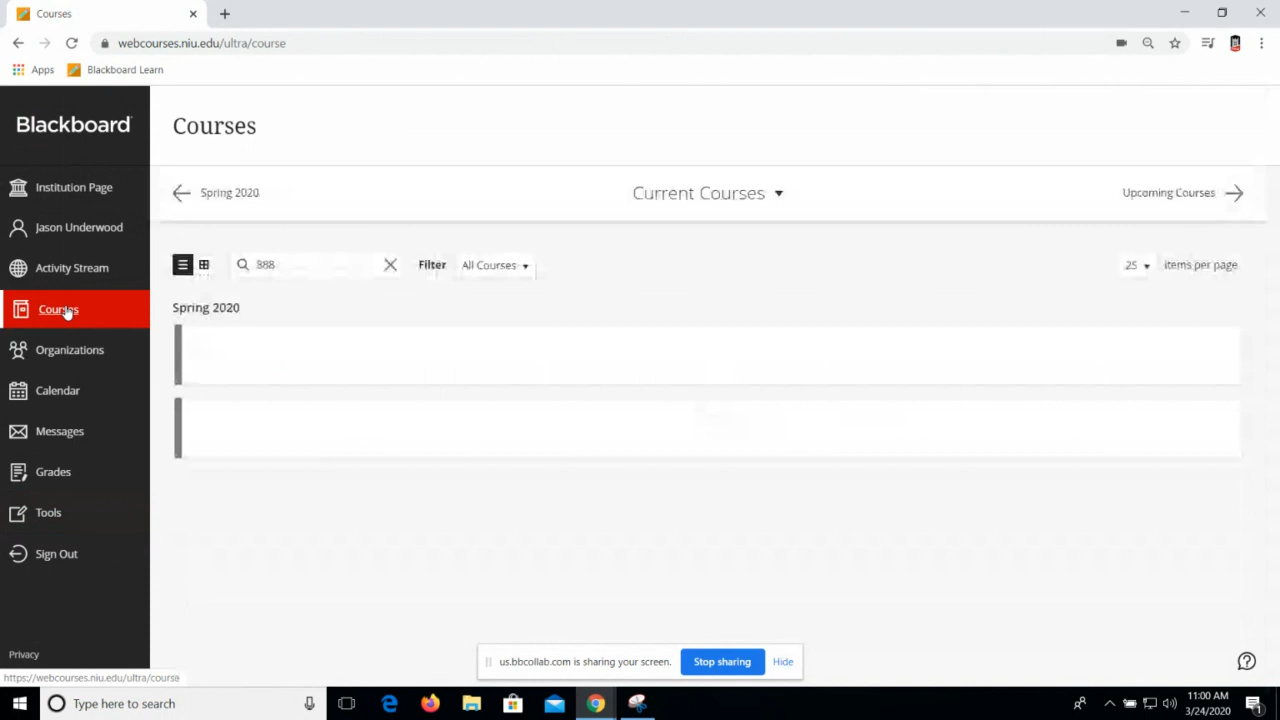 Courses
webcourses.niu.edu/ultra/course
Apps
Blackboard Learn
Blackboard
Courses
Institution Page
Jason Underwood
Activity Stream
Courses
Organizations
Calendar
Messages
Grades
Tools
Sign Out
Privacy
Spring 2020
Current Courses
Upcoming Courses
388
Filter
All Courses
25
items per page
Spring 2020
us.bbcollab.com is sharing your screen.
Stop sharing
Hide
https://webcourses.niu.edu/ultra/course
Type here to search
11:00 AM
3/24/2020
1